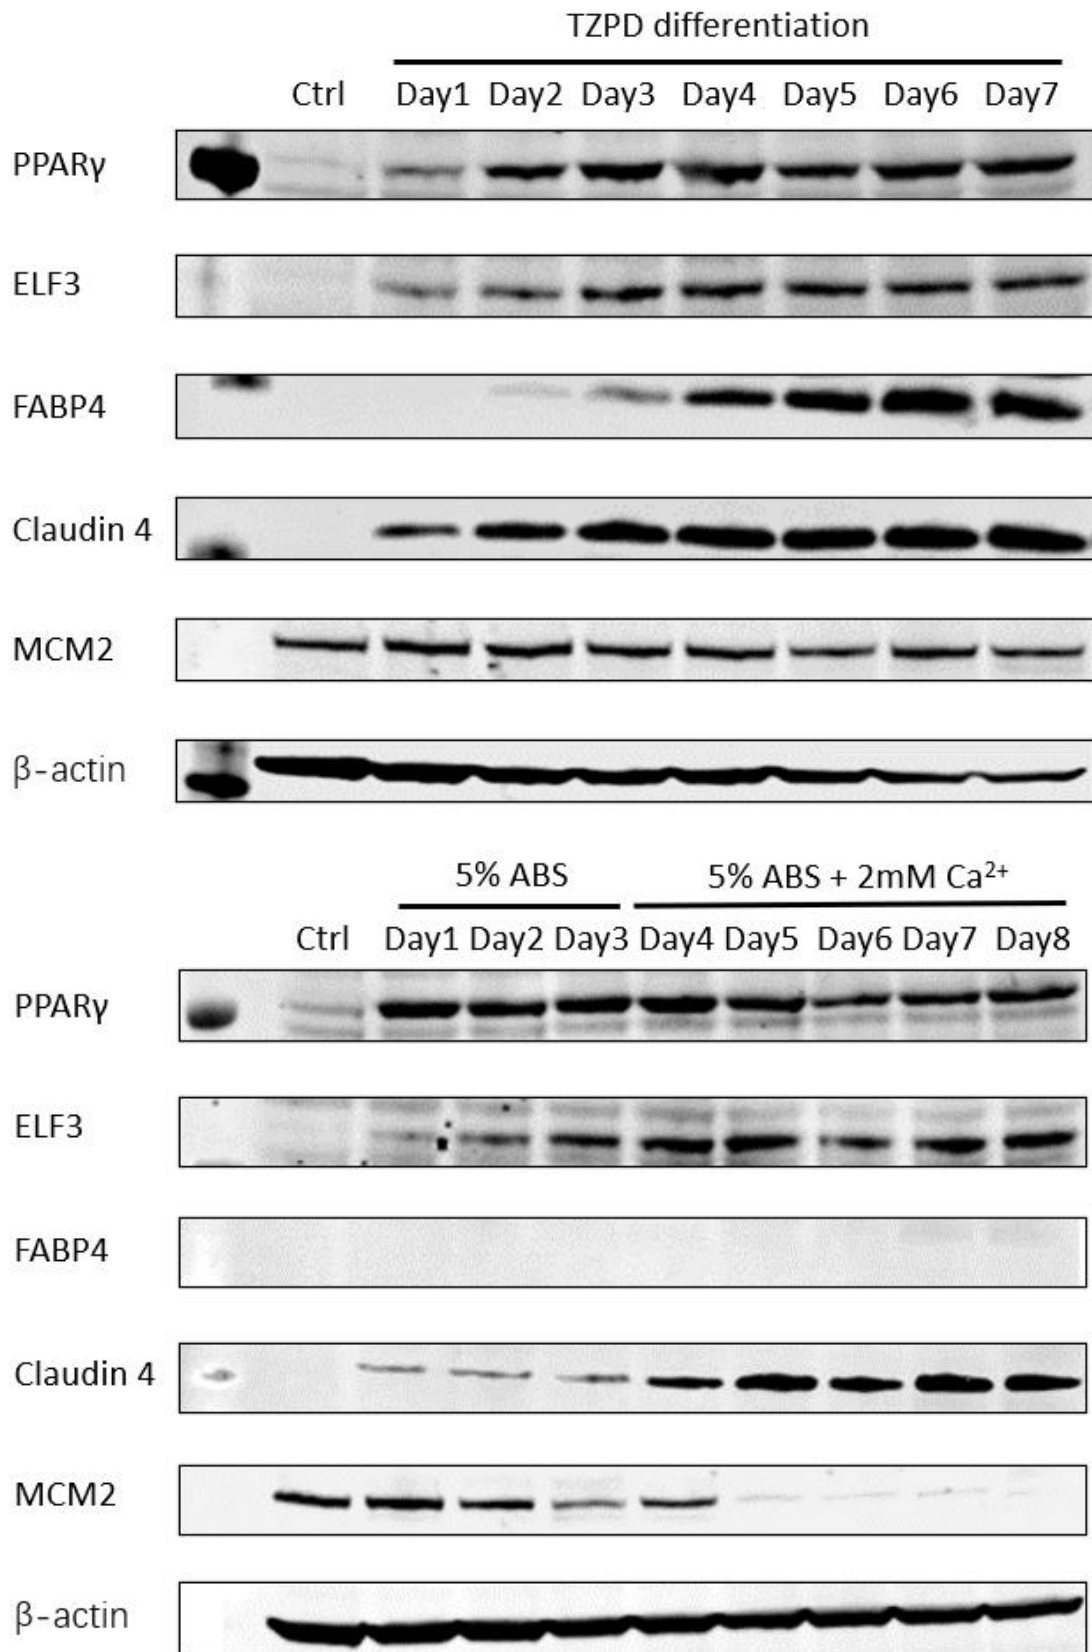 TZPD differentiation
Ctrl Day1 Day2 Day3 Day4 Day5 Day6 Day7
PPARγ
ELF3
FABP4
Claudin 4
MCM2
β-actin
5% ABS 5% ABS + 2mM Ca²⁺
Ctrl Day1 Day2 Day3 Day4 Day5 Day6 Day7 Day8
PPARγ
ELF3
FABP4
Claudin 4
MCM2
β-actin